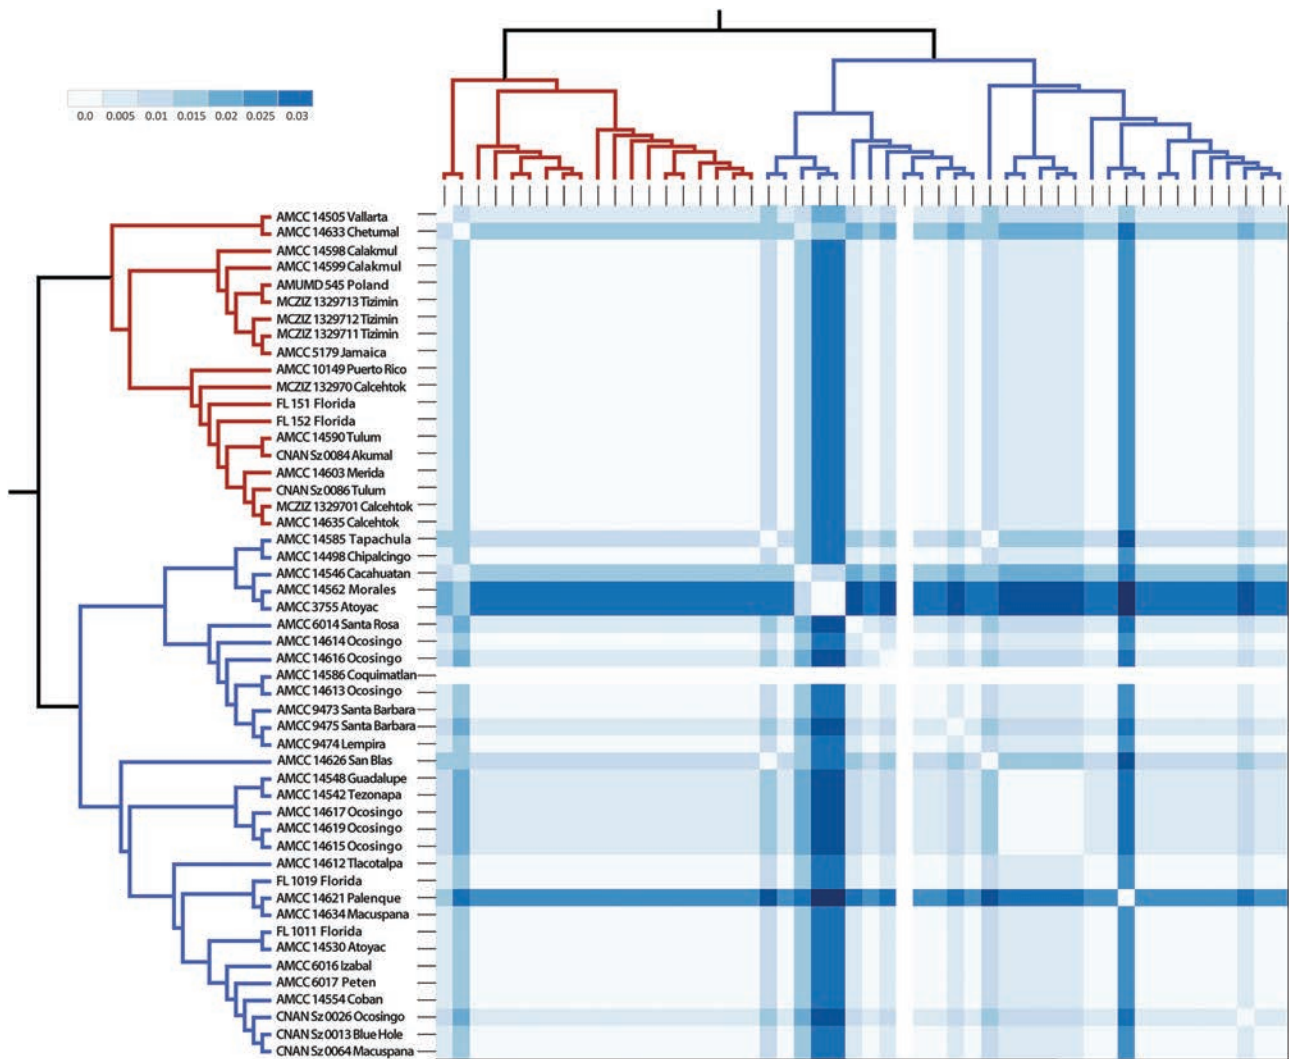 0.0 0.005 0.01 0.015 0.02 0.025 0.03
AMCC 14505 Vallarta
AMCC 14633 Chetumal
AMCC 14598 Calakmul
AMCC 14599 Calakmul
AMUMD 545 Poland
MCZIZ 1329713 Tizimin
MCZIZ 1329712 Tizimin
MCZIZ 1329711 Tizimin
AMCC 5179 Jamaica
AMCC 10149 Puerto Rico
MCZIZ 132970 Calcehtok
FL 151 Florida
FL 152 Florida
AMCC 14590 Tulum
CNAN Sz 0084 Akumal
AMCC 14603 Merida
CNAN Sz 0086 Tulum
MCZIZ 1329701 Calcehtok
AMCC 14635 Calcehtok
AMCC 14585 Tapachula
AMCC 14498 Chipalcingo
AMCC 14546 Cacahuatan
AMCC 14562 Morales
AMCC 3755 Atoyac
AMCC 6014 Santa Rosa
AMCC 14614 Ocosingo
AMCC 14616 Ocosingo
AMCC 14586 Coquimatlan
AMCC 14613 Ocosingo
AMCC 9473 Santa Barbara
AMCC 9475 Santa Barbara
AMCC 9474 Lempira
AMCC 14626 San Blas
AMCC 14548 Guadalupe
AMCC 14542 Tezonapa
AMCC 14617 Ocosingo
AMCC 14619 Ocosingo
AMCC 14615 Ocosingo
AMCC 14612 Tlacotalpa
FL 1019 Florida
AMCC 14621 Palenque
AMCC 14634 Macuspana
FL 1011 Florida
AMCC 14530 Atoyac
AMCC 6016 Izabal
AMCC 6017 Peten
AMCC 14554 Coban
CNAN Sz 0026 Ocosingo
CNAN Sz 0013 Blue Hole
CNAN Sz 0064 Macuspana